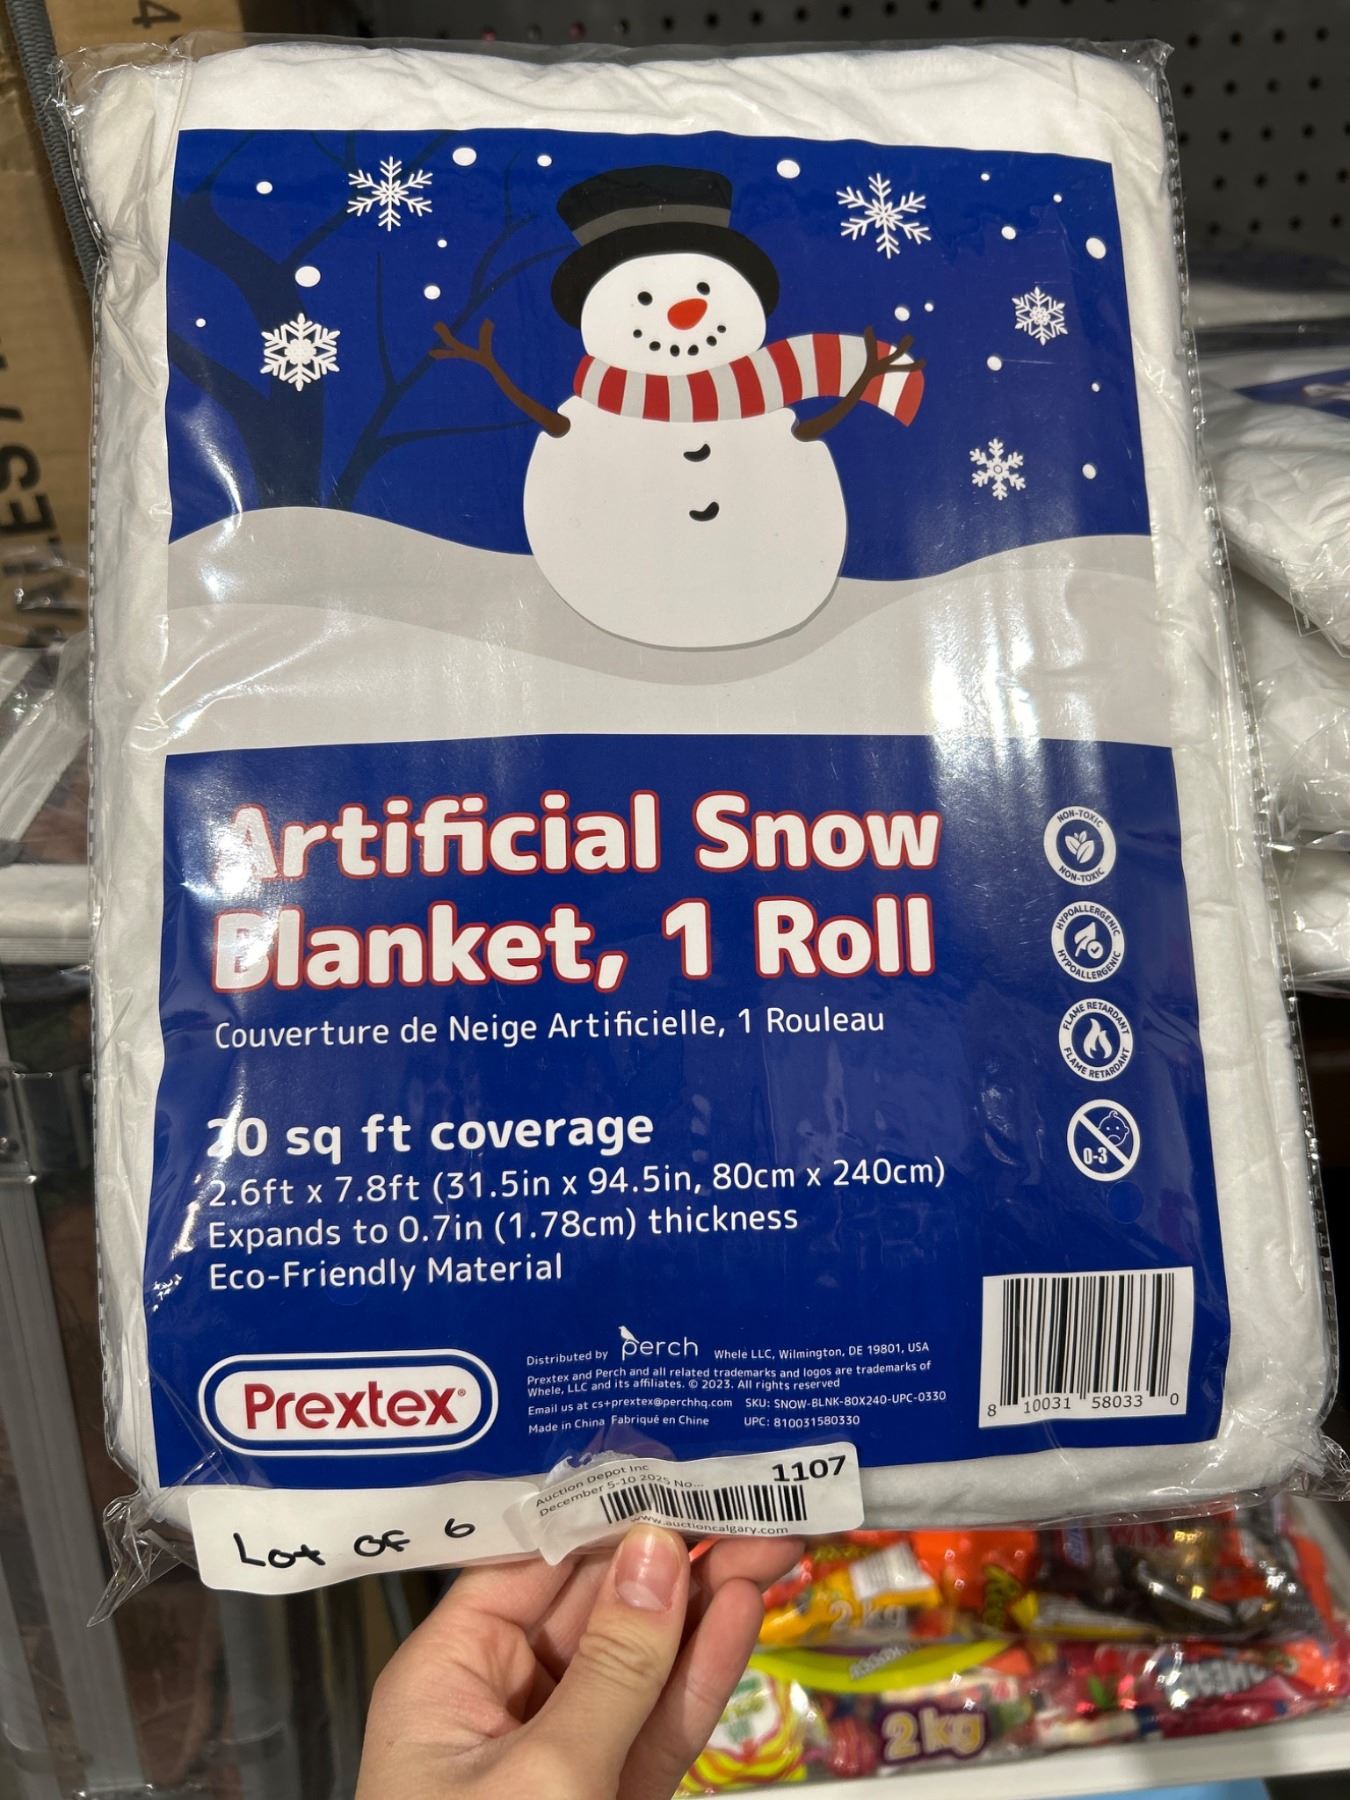 Artificial Snow
Blanket, 1 Roll
Couverture de Neige Artificielle, 1 Rouleau
20 sq ft coverage
2.6ft x 7.8ft (31.5in x 94.5in, 80cm x 240cm)
Expands to 0.7in (1.78cm) thickness
Eco-Friendly Material
NON-TOXIC
NON-TOXIC
HYPOALLERGENIC
HYPOALLERGENIC
FLAME RETARDANT
FLAME RETARDANT
0-3
Prextex®
Distributed by perch Whele LLC, Wilmington, DE 19801, USA
Prextex and Perch and all related trademarks and logos are trademarks of
Whele, LLC and its affiliates. © 2023. All rights reserved
Email us at cs+prextex@perchhq.com SKU: SNOW-BLNK-80X240-UPC-0330
Made in China Fabriqué en Chine UPC: 810031580330
8 10031 58033 0
Lot OF 6
Auction Depot Inc
December 5-10 2025 No...
1107
www.auctioncalgary.com
2kg
2kg